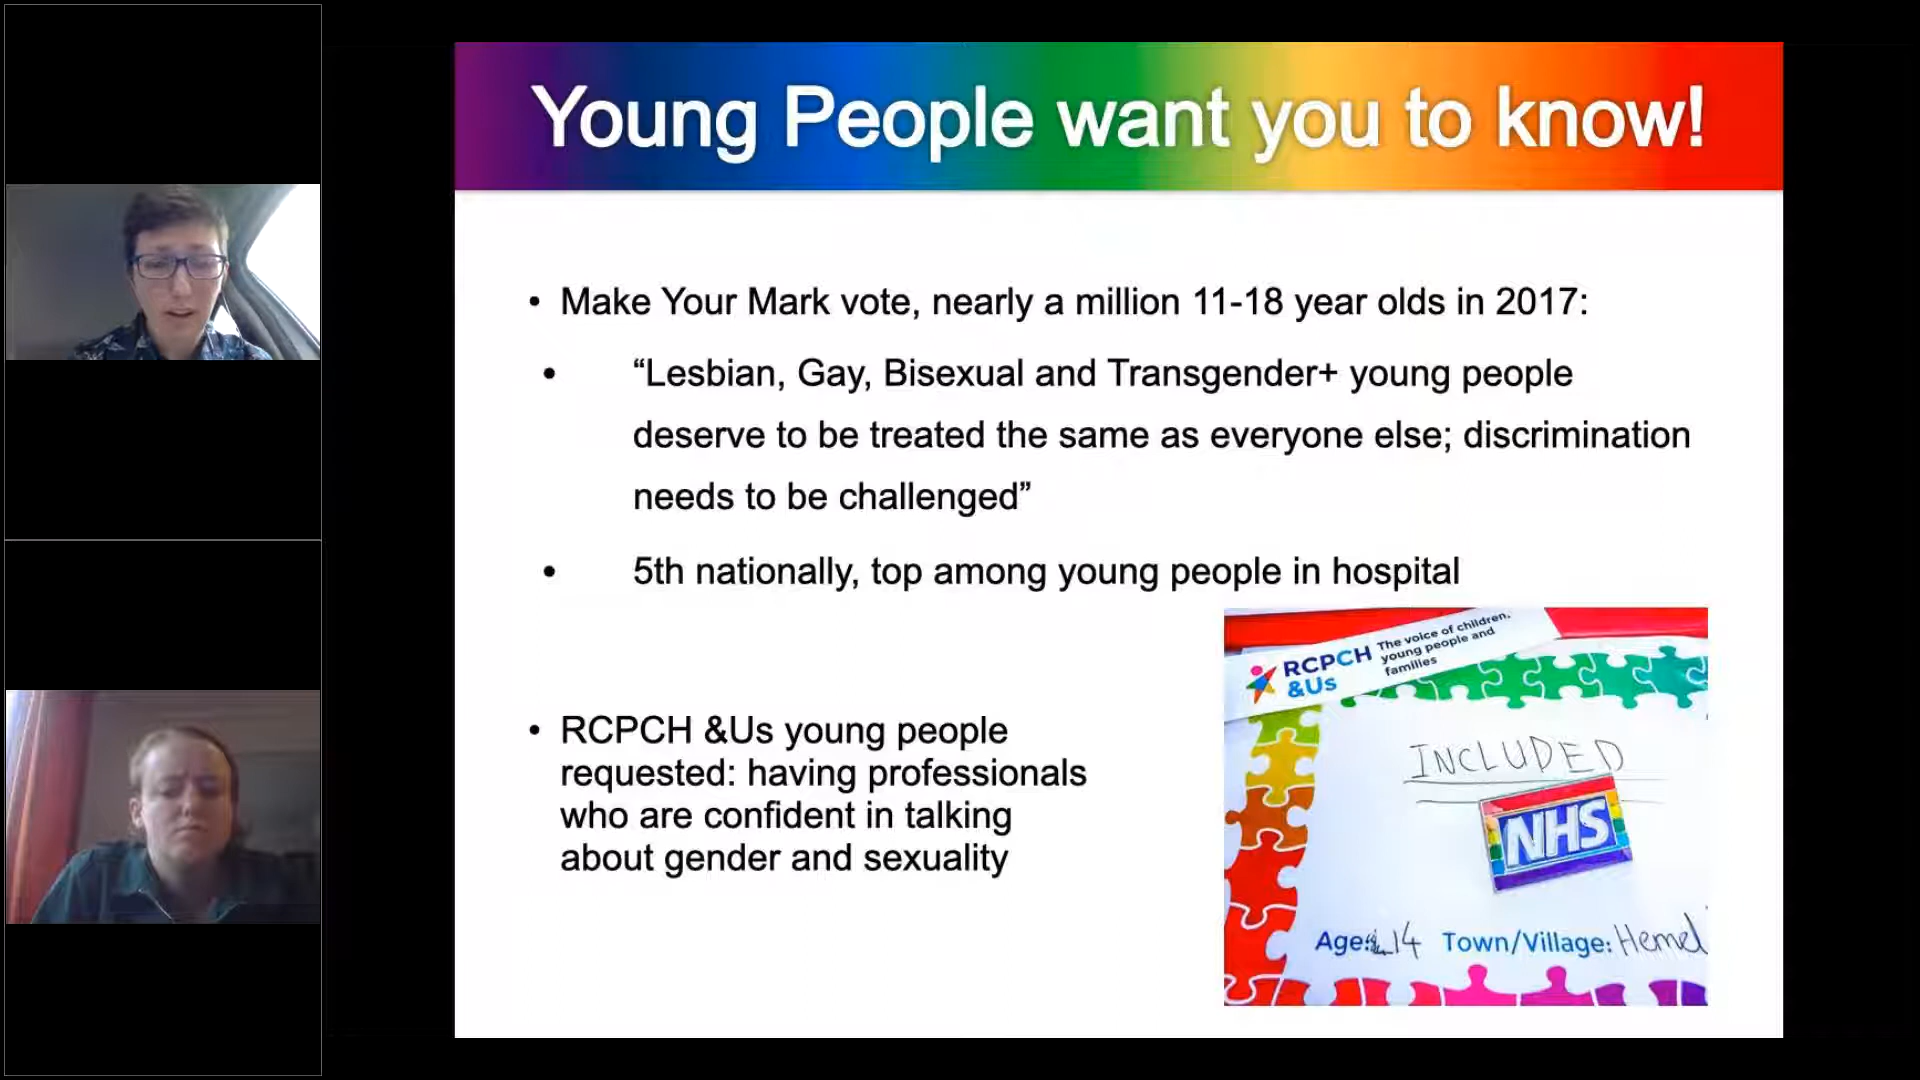 Young People want you to know!
• Make Your Mark vote, nearly a million 11-18 year olds in 2017:
• “Lesbian, Gay, Bisexual and Transgender+ young people
deserve to be treated the same as everyone else; discrimination
needs to be challenged”
• 5th nationally, top among young people in hospital
• RCPCH &Us young people
requested: having professionals
who are confident in talking
about gender and sexuality
RCPCH
&Us
The voice of children,
young people and
families
INCLUDED
NHS
Age: 14 Town/Village: Hemel